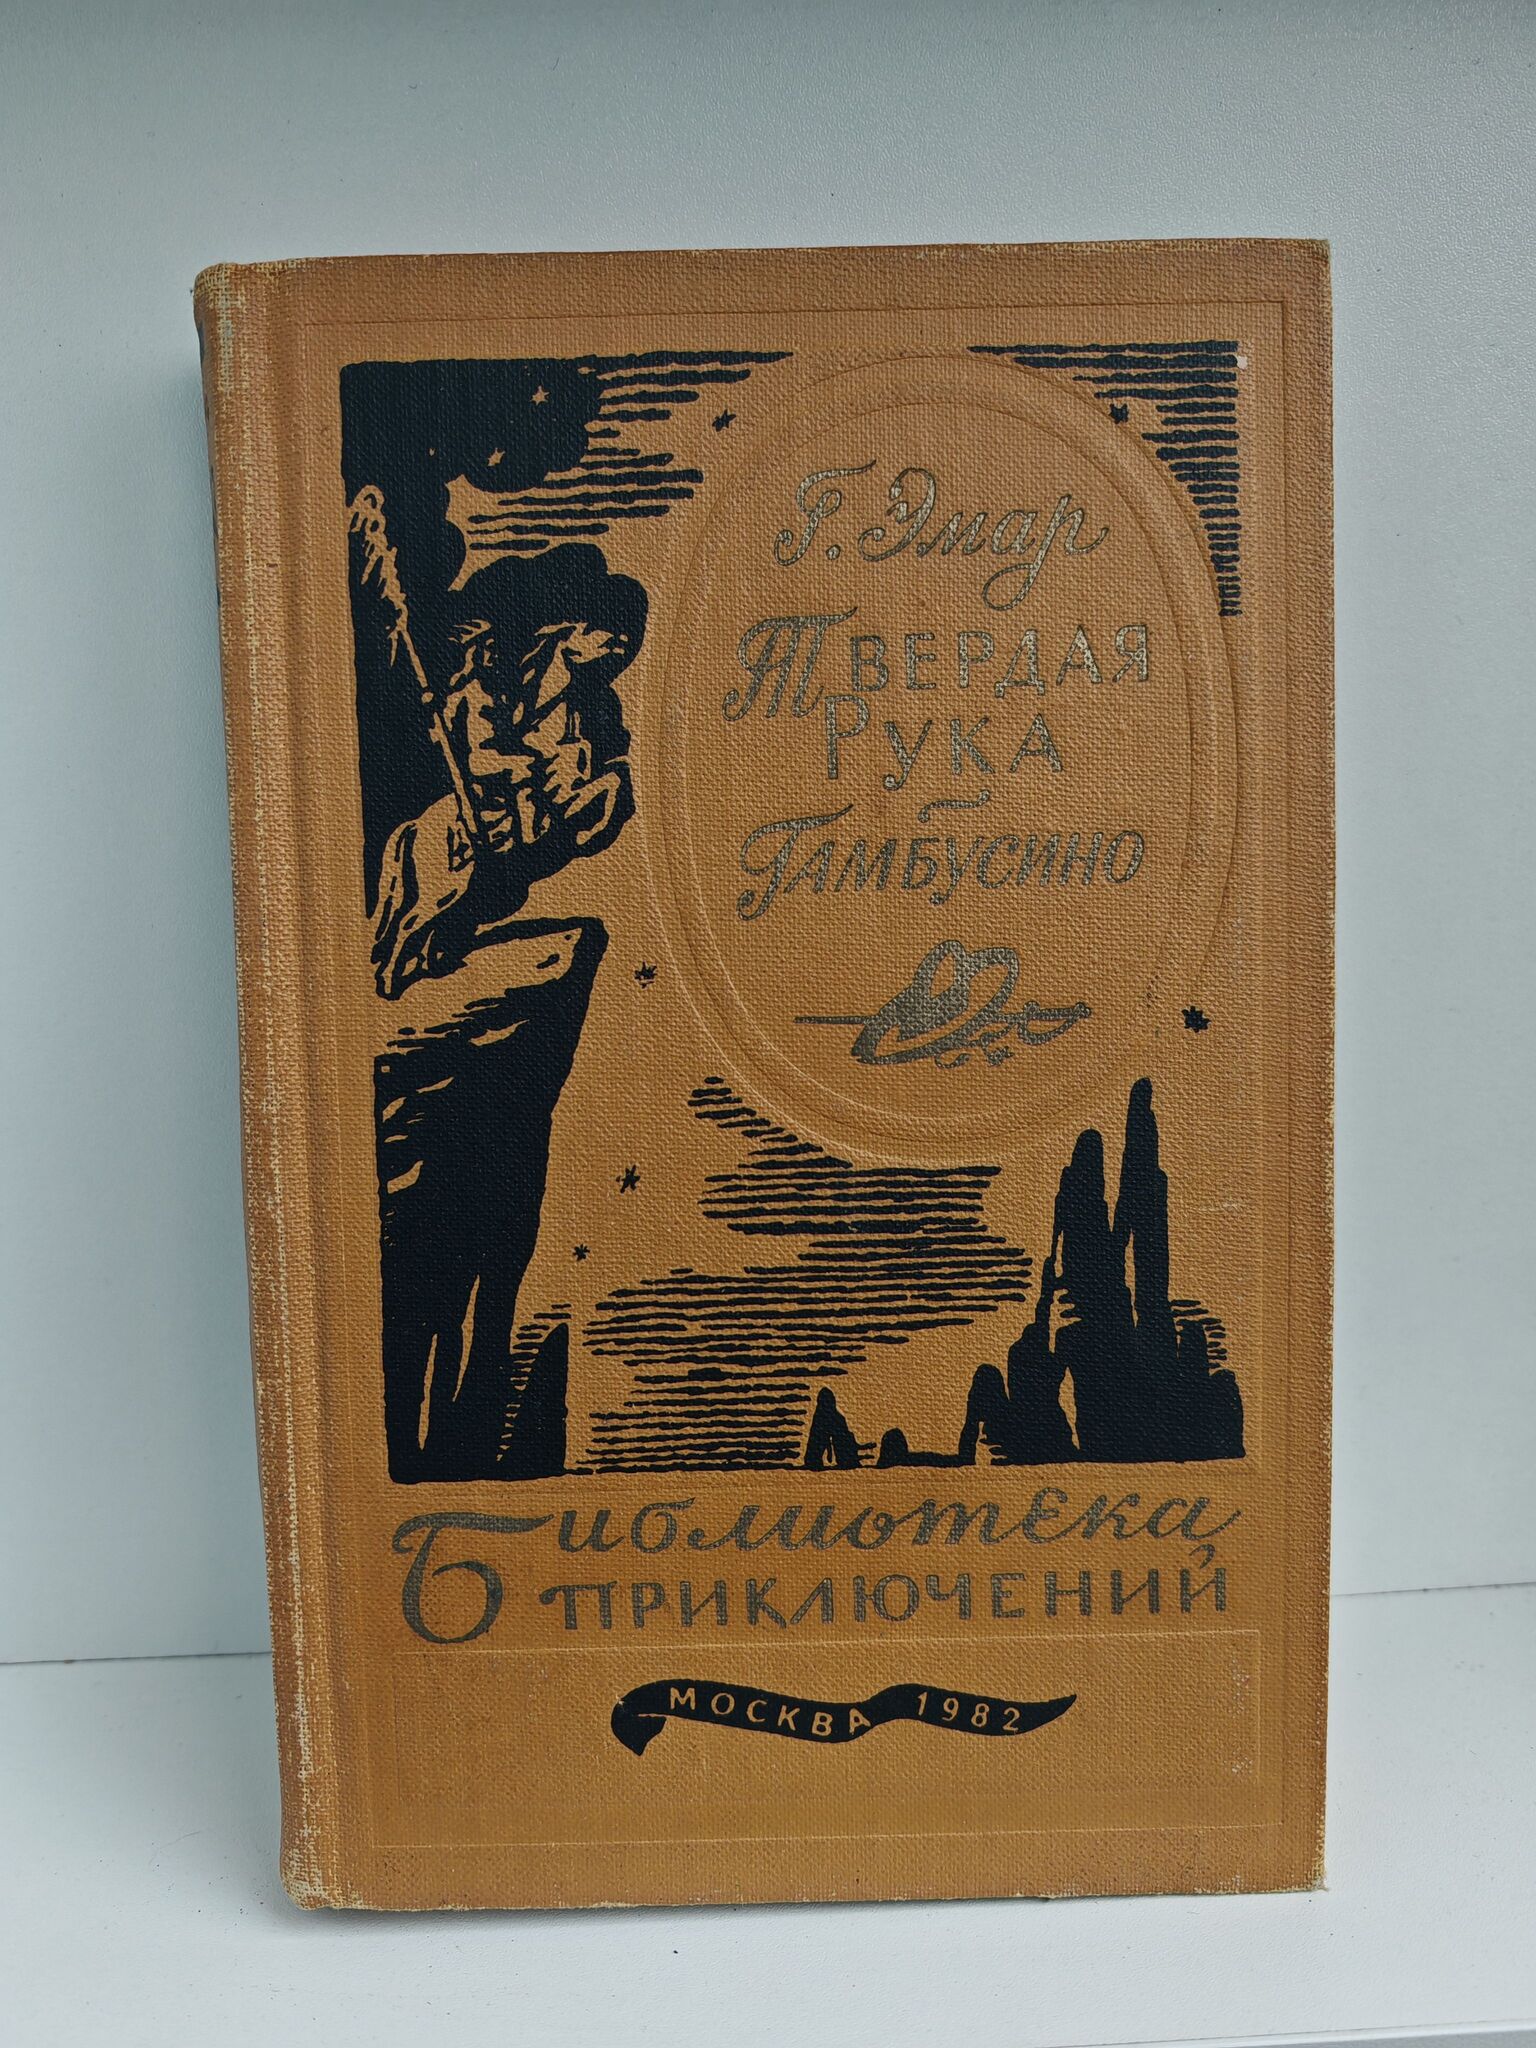 Г. Эмар
ТВЕРДАЯ
РУКА
ГАМБУСИНО
Библиотека
ПРИКЛЮЧЕНИЙ
МОСКВА 1982